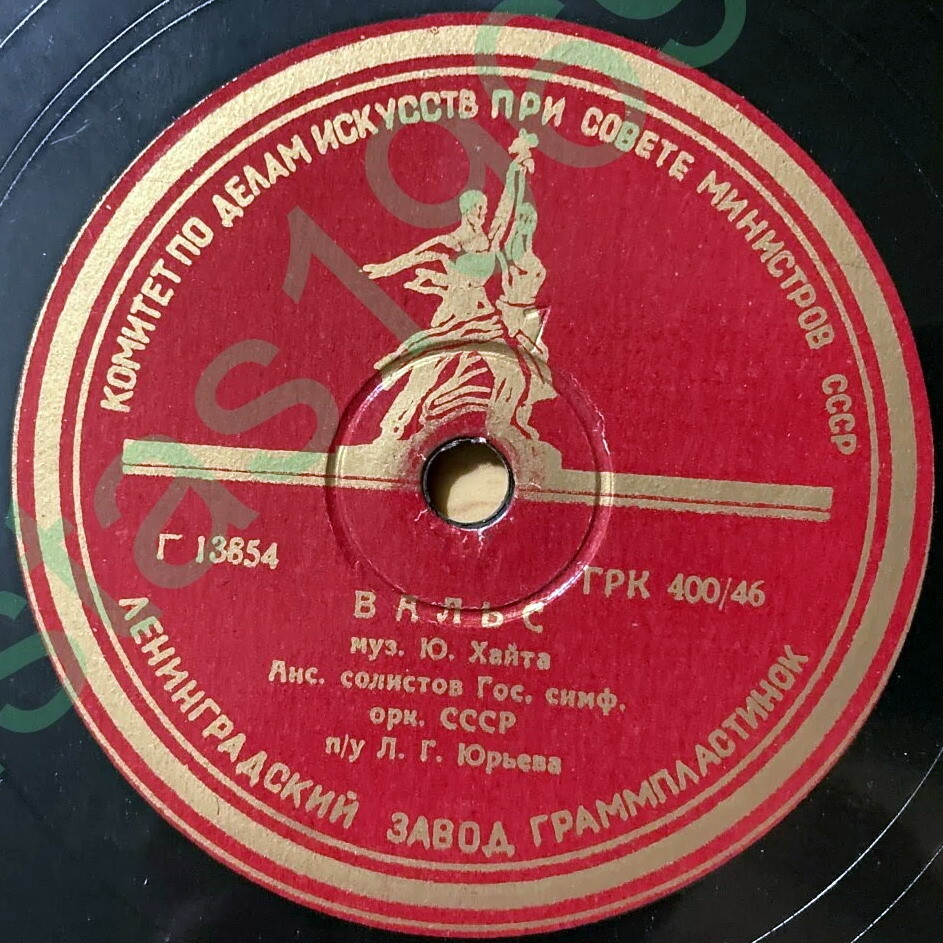 КОМИТЕТ ПО ДЕЛАМ ИСКУССТВ ПРИ СОВЕТЕ МИНИСТРОВ СССР
Г 13654
ГРК 400/46
ВАЛЬС
муз. Ю. Хайта
Анс. солистов Гос. симф.
орк. СССР
п/у Л. Г. Юрьева
ЛЕНИНГРАДСКИЙ ЗАВОД ГРАММПЛАСТИНОК